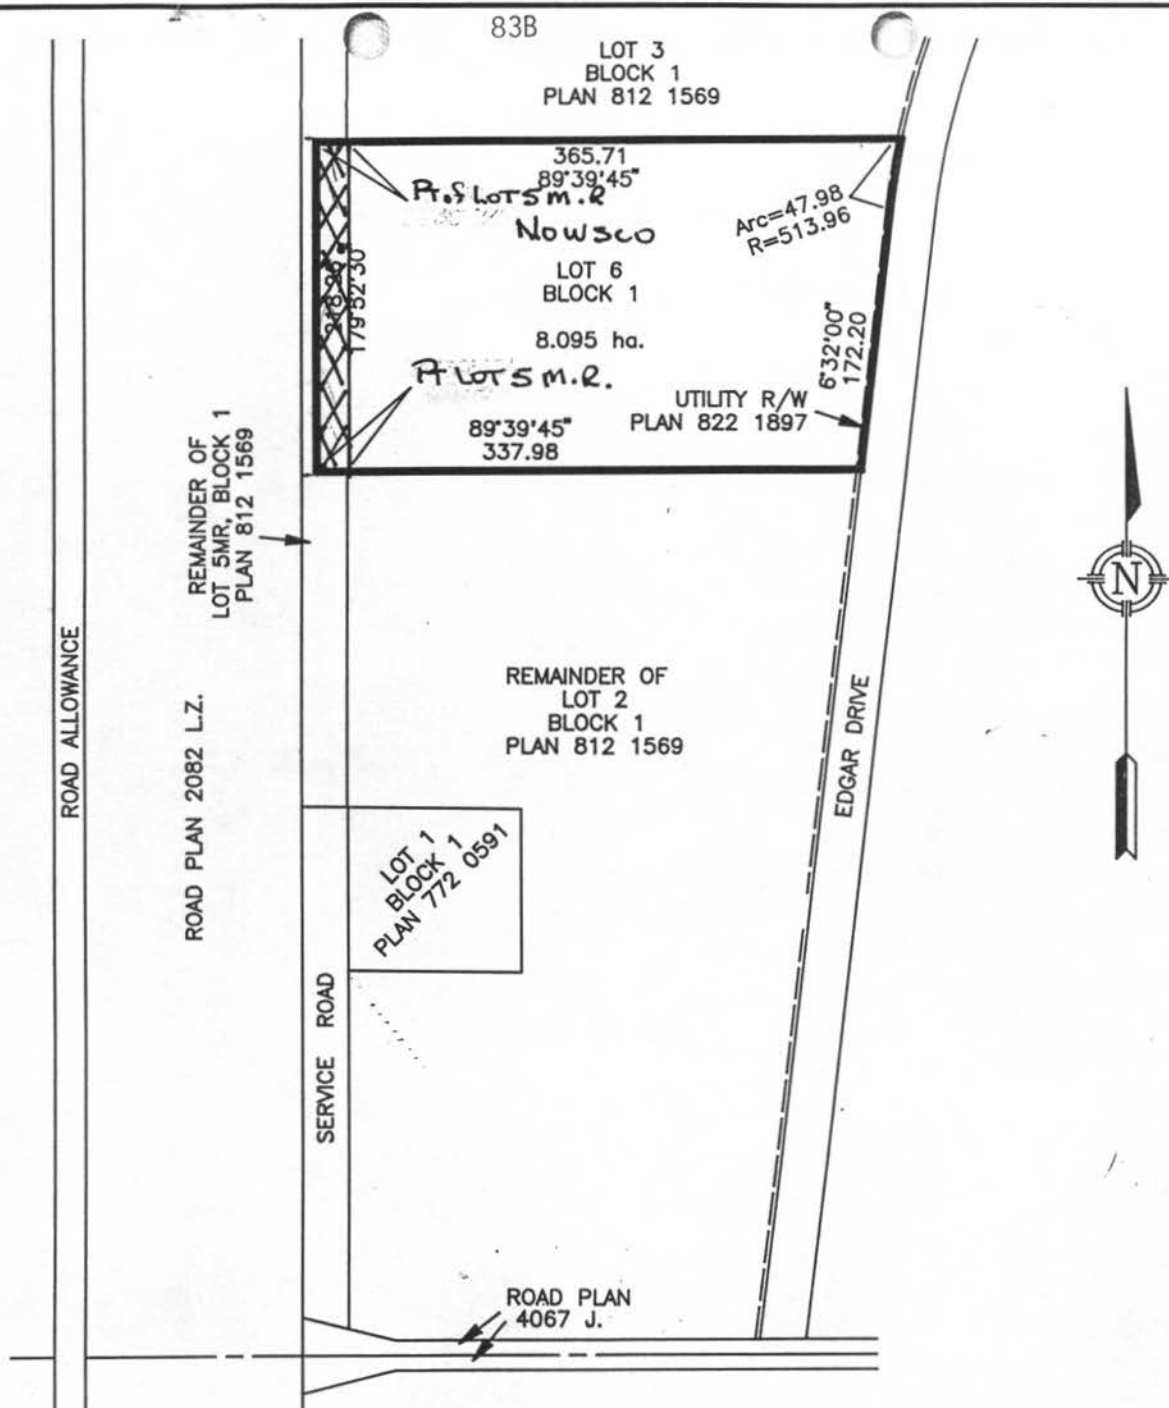 83B
LOT 3
BLOCK 1
PLAN 812 1569
365.71
89°39'45"
Pt. of LOT 5 M.R
NOWSCO
Arc=47.98
R=513.96
LOT 6
BLOCK 1
8.095 ha.
179°52'30"
Pt LOT 5 M.R.
6°32'00"
172.20
UTILITY R/W
PLAN 822 1897
89°39'45"
337.98
REMAINDER OF
LOT 5MR, BLOCK 1
PLAN 812 1569
N
ROAD ALLOWANCE
ROAD PLAN 2082 L.Z.
REMAINDER OF
LOT 2
BLOCK 1
PLAN 812 1569
EDGAR DRIVE
LOT 1
BLOCK 1
PLAN 772 0591
SERVICE ROAD
ROAD PLAN
4067 J.